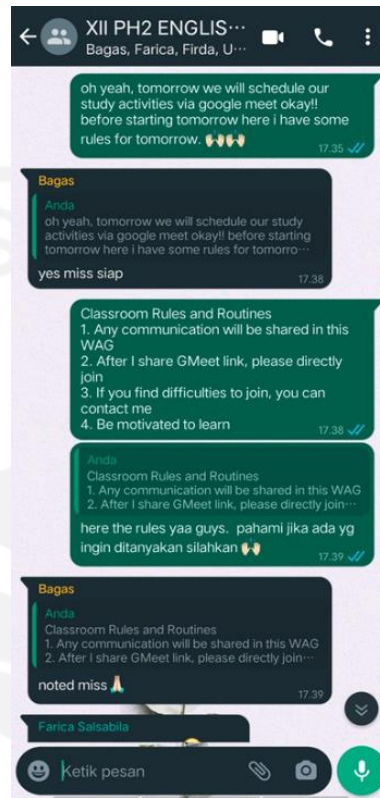 XII PH2 ENGLIS...
Bagas, Farica, Firda, U...
oh yeah, tomorrow we will schedule our
study activities via google meet okay!!
before starting tomorrow here i have some
rules for tomorrow. 🙌🏻🙌🏻
17.35
Bagas
Anda
oh yeah, tomorrow we will schedule our study
activities via google meet okay!! before starting
tomorrow here i have some rules for tomorro...
yes miss siap
17.38
Classroom Rules and Routines
1. Any communication will be shared in this
WAG
2. After I share GMeet link, please directly
join
3. If you find difficulties to join, you can
contact me
4. Be motivated to learn
17.38
Anda
Classroom Rules and Routines
1. Any communication will be shared in this WAG
2. After I share GMeet link, please directly join...
here the rules yaa guys. pahami jika ada yg
ingin ditanyakan silahkan 🙌🏻
17.39
Bagas
Anda
Classroom Rules and Routines
1. Any communication will be shared in this WAG
2. After I share GMeet link, please directly join...
noted miss 🙏🏻
17.39
Farica Salsabila
Ketik pesan